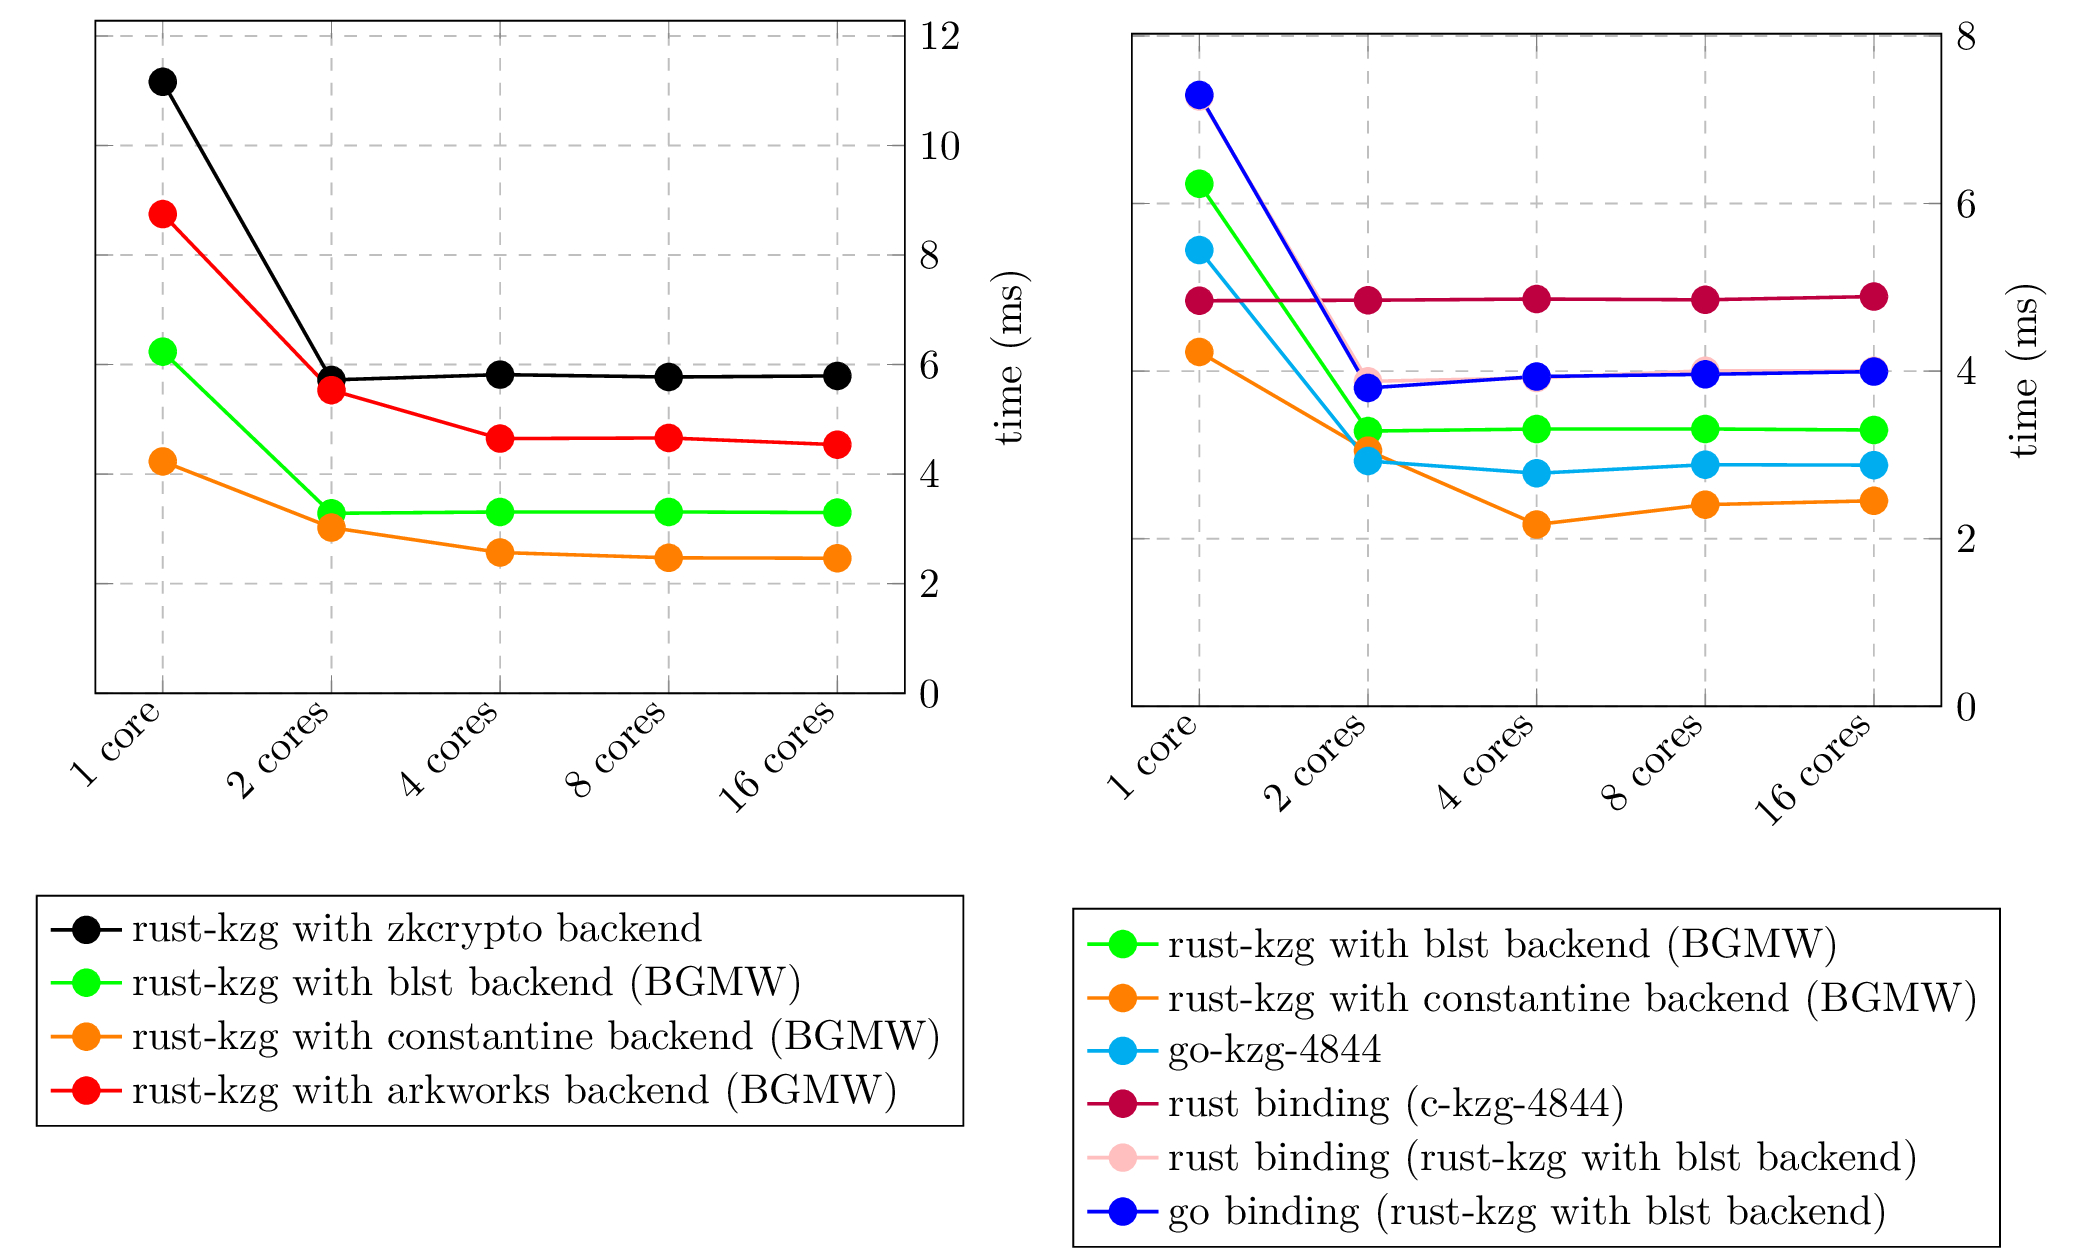 12
10
8
6
4
2
0
time (ms)
1 core
2 cores
4 cores
8 cores
16 cores
rust-kzg with zkcrypto backend
rust-kzg with blst backend (BGMW)
rust-kzg with constantine backend (BGMW)
rust-kzg with arkworks backend (BGMW)
8
6
4
2
0
time (ms)
1 core
2 cores
4 cores
8 cores
16 cores
rust-kzg with blst backend (BGMW)
rust-kzg with constantine backend (BGMW)
go-kzg-4844
rust binding (c-kzg-4844)
rust binding (rust-kzg with blst backend)
go binding (rust-kzg with blst backend)